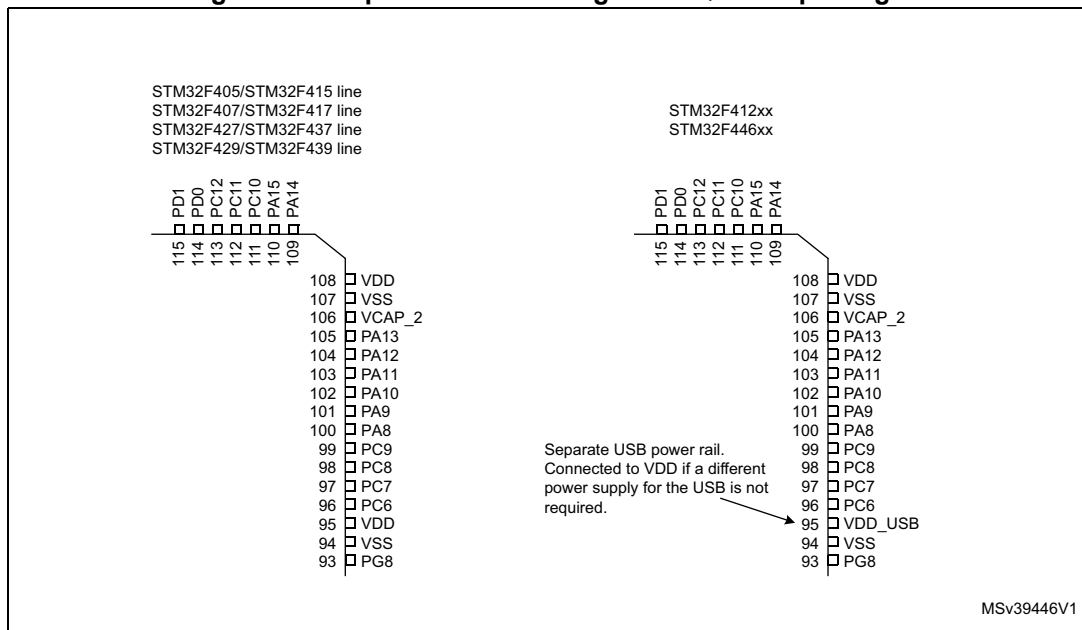 STM32F405/STM32F415 line
STM32F407/STM32F417 line
STM32F427/STM32F437 line
STM32F429/STM32F439 line
PD1
PD0
PC12
PC11
PC10
PA15
PA14
115
114
113
112
111
110
109
108 VDD
107 VSS
106 VCAP_2
105 PA13
104 PA12
103 PA11
102 PA10
101 PA9
100 PA8
99 PC9
98 PC8
97 PC7
96 PC6
95 VDD
94 VSS
93 PG8
STM32F412xx
STM32F446xx
PD1
PD0
PC12
PC11
PC10
PA15
PA14
115
114
113
112
111
110
109
108 VDD
107 VSS
106 VCAP_2
105 PA13
104 PA12
103 PA11
102 PA10
101 PA9
100 PA8
99 PC9
98 PC8
97 PC7
96 PC6
95 VDD_USB
94 VSS
93 PG8
Separate USB power rail.
Connected to VDD if a different
power supply for the USB is not
required.
MSv39446V1